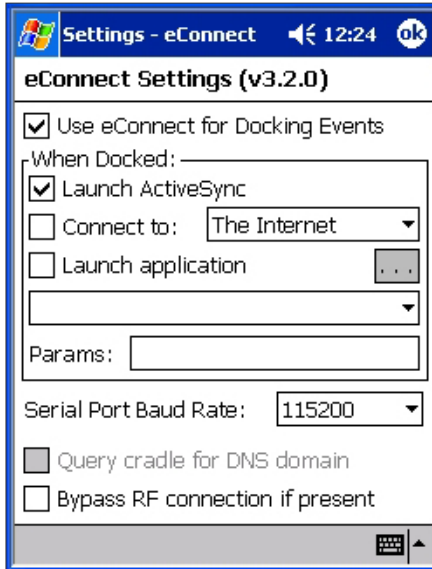 Settings - eConnect 12:24 ok
eConnect Settings (v3.2.0)
Use eConnect for Docking Events
When Docked:
Launch ActiveSync
Connect to: The Internet
Launch application ...
Params:
Serial Port Baud Rate: 115200
Query cradle for DNS domain
Bypass RF connection if present